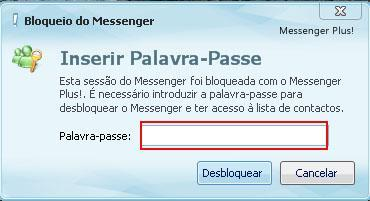 Bloqueio do Messenger
Messenger Plus!
Inserir Palavra-Passe
Esta sessão do Messenger foi bloqueada com o Messenger
Plus!. É necessário introduzir a palavra-passe para
desbloquear o Messenger e ter acesso à lista de contactos.
Palavra-passe:
Desbloquear Cancelar